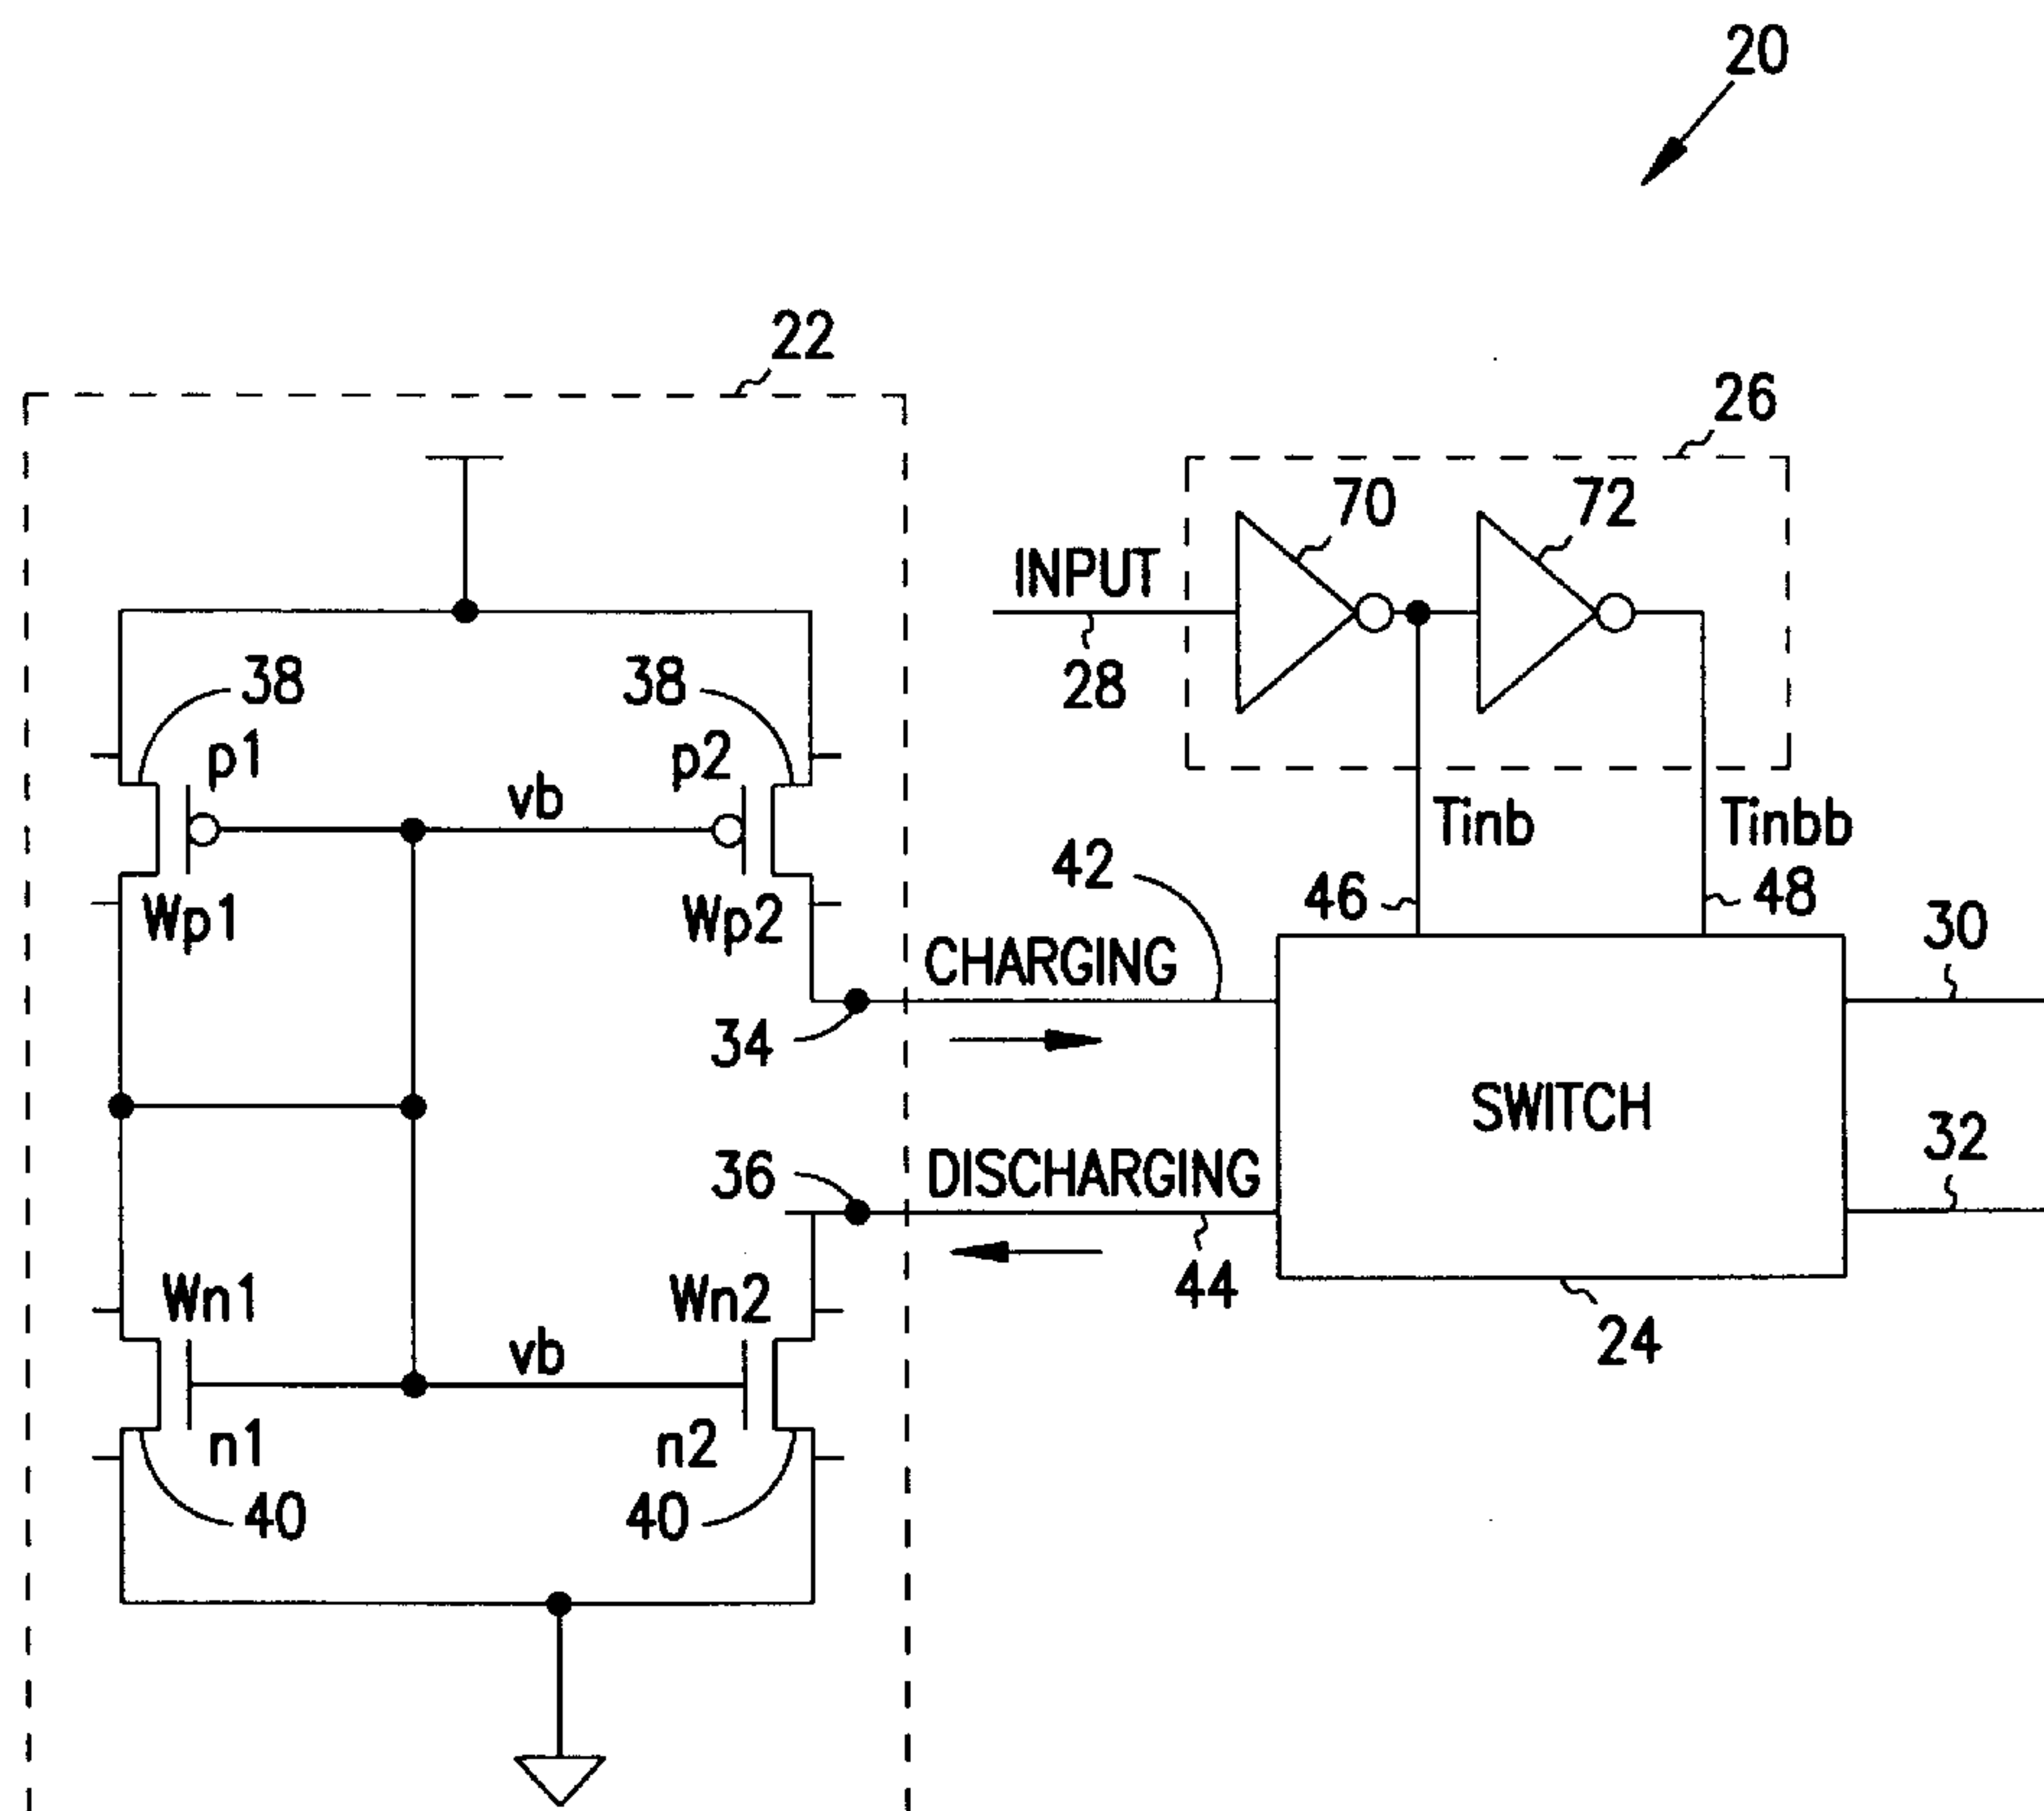 20
22
26
70
72
INPUT
28
38
38
p1
p2
vb
Tinb
Tinbb
Wp1
Wp2
42
46
48
30
CHARGING
34
SWITCH
32
36
DISCHARGING
44
24
Wn1
Wn2
vb
n1
n2
40
40